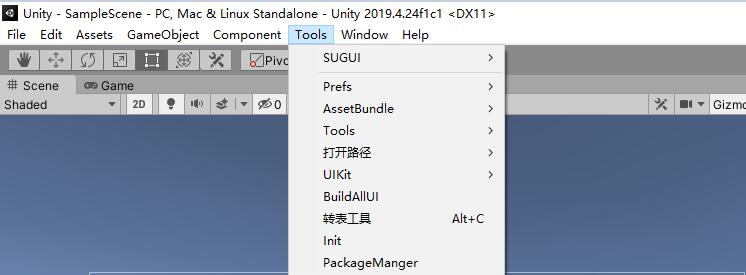 Unity - SampleScene - PC, Mac & Linux Standalone - Unity 2019.4.24f1c1 <DX11>
File Edit Assets GameObject Component Tools Window Help
Pivo
Scene Game
Shaded 2D 0 Gizmo
SUGUI
Prefs
AssetBundle
Tools
打开路径
UIKit
BuildAllUI
转表工具 Alt+C
Init
PackageManger